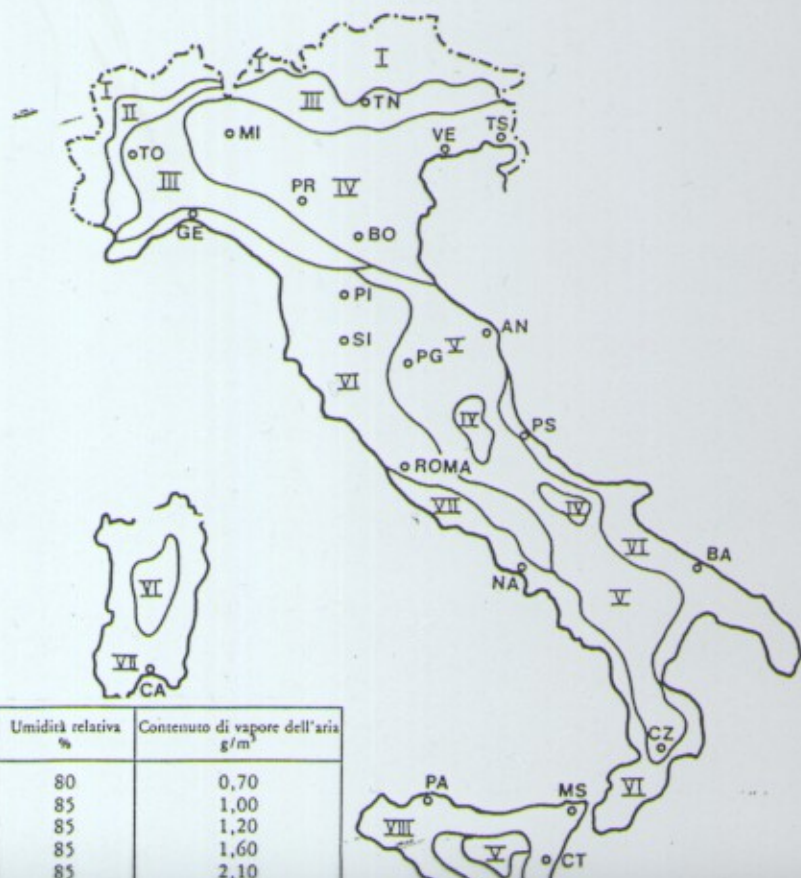 I
I
I
II
III
TN
MI
VE
TS
TO
III
PR
IV
GE
BO
PI
AN
SI
V
PG
VI
IV
PS
ROMA
VII
IV
VI
BA
VI
NA
V
VII
CA
CZ
VI
PA
MS
VIII
V
CT
Umidità relativa
%
Contenuto di vapore dell'aria
g/m³
80 0,70
85 1,00
85 1,20
85 1,60
85 2,10